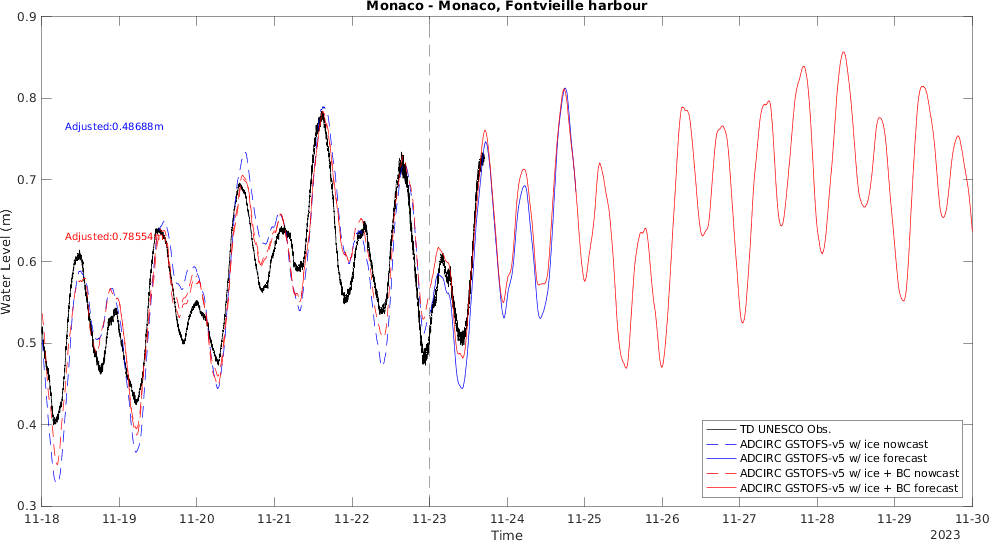 Monaco - Monaco, Fontvieille harbour
0.9
0.8
0.7
0.6
0.5
0.4
0.3
Water Level (m)
Adjusted:0.48688m
Adjusted:0.78554
TD UNESCO Obs.
ADCIRC GSTOFS-v5 w/ ice nowcast
ADCIRC GSTOFS-v5 w/ ice forecast
ADCIRC GSTOFS-v5 w/ ice + BC nowcast
ADCIRC GSTOFS-v5 w/ ice + BC forecast
11-18 11-19 11-20 11-21 11-22 11-23 11-24 11-25 11-26 11-27 11-28 11-29 11-30
Time
2023